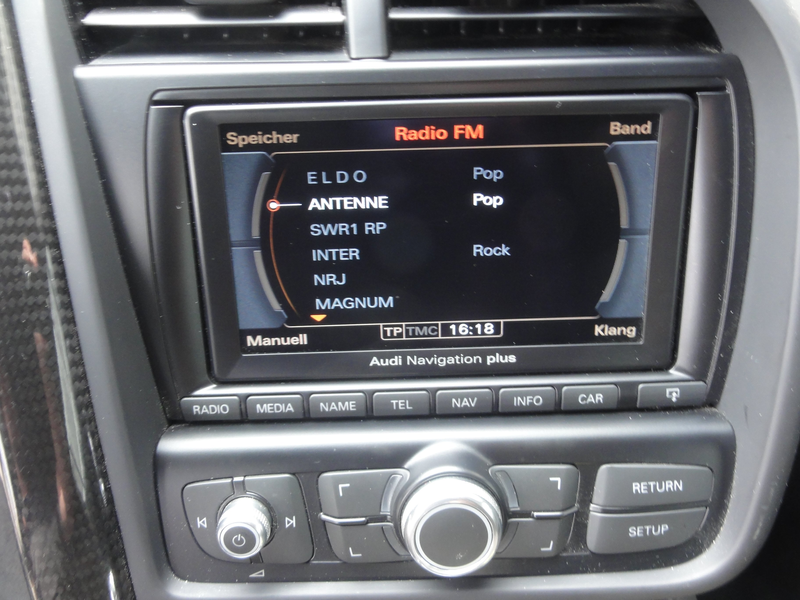 Speicher Radio FM Band
ELDO Pop
ANTENNE Pop
SWR1 RP
INTER Rock
NRJ
MAGNUM
Manuell TP TMC 16:18 Klang
Audi Navigation plus
RADIO MEDIA NAME TEL NAV INFO CAR
RETURN
SETUP